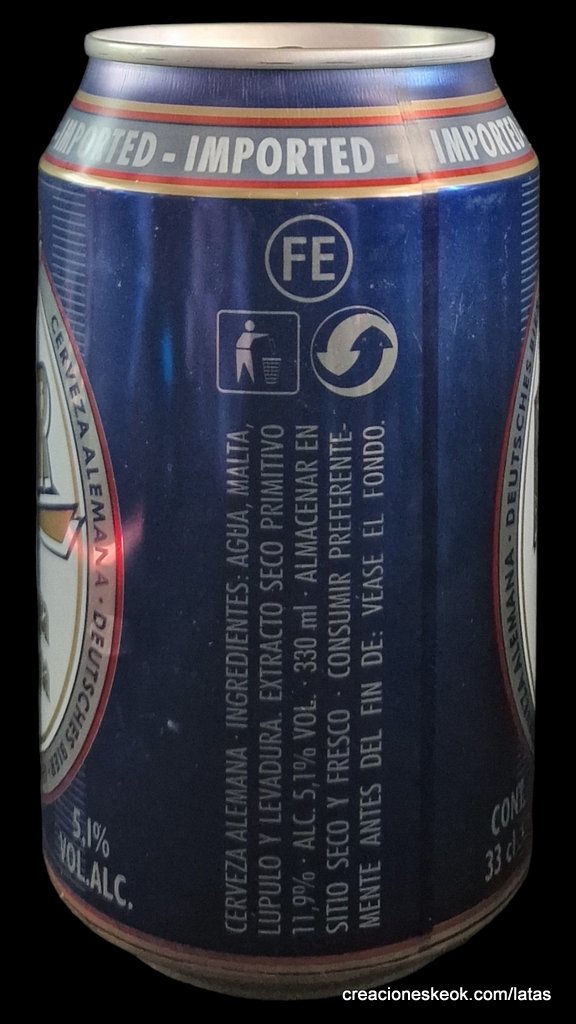 IMPORTED - IMPORTED - IMPORTED
FE
CERVEZA ALEMANA · DEUTSCHES BIER
CERVEZA ALEMANA · INGREDIENTES: AGUA, MALTA,
LÚPULO Y LEVADURA. EXTRACTO SECO PRIMITIVO
11,9% · ALC. 5,1% VOL. · 330 ml · ALMACENAR EN
SITIO SECO Y FRESCO · CONSUMIR PREFERENTE-
MENTE ANTES DEL FIN DE: VÉASE EL FONDO.
ALEMANA · DEUTSCHES
5,1%
VOL.ALC.
CONT.
33 cl
creacioneskeok.com/latas